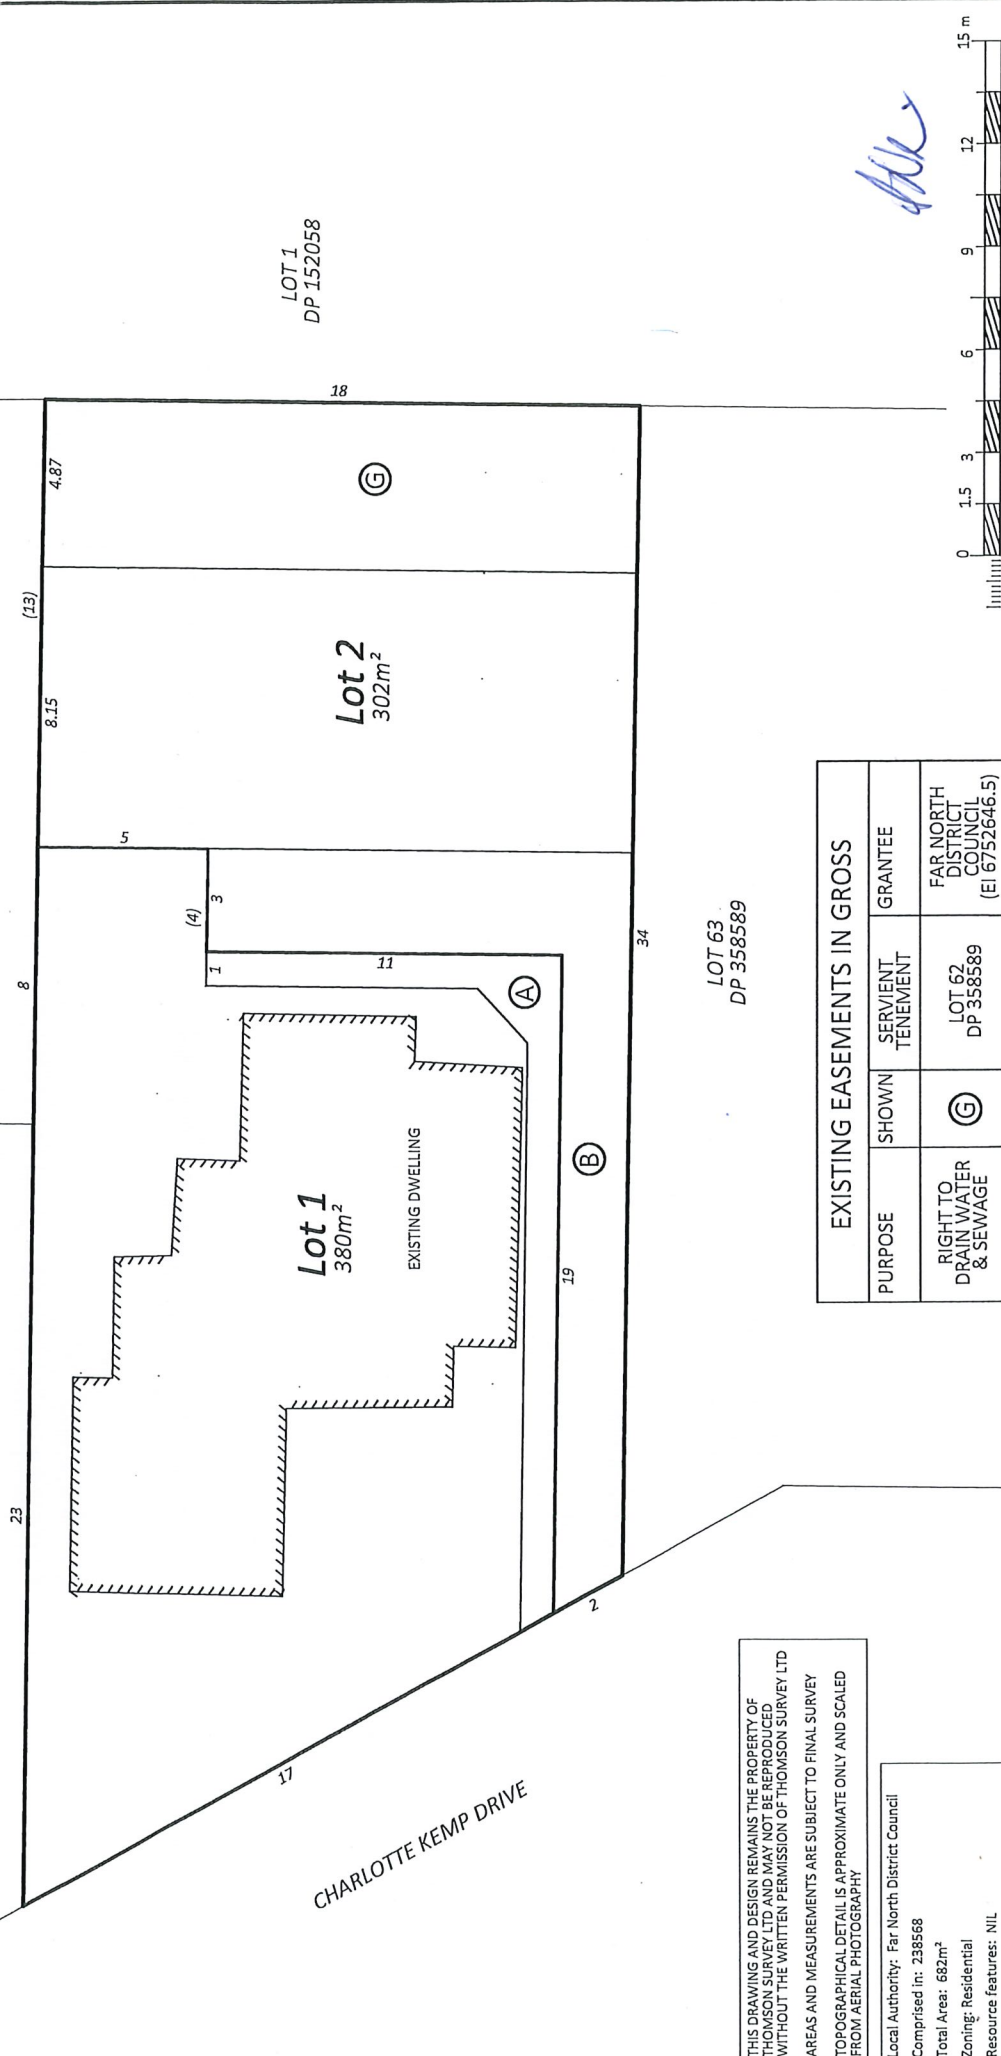 LOT 1
DP 152058
18
4.87
(13)
8.15
G
Lot 2
302m²
5
8
(4)
3
1
11
A
34
LOT 63
DP 358589
B
19
Lot 1
380m²
EXISTING DWELLING
23
2
17
CHARLOTTE KEMP DRIVE
EXISTING EASEMENTS IN GROSS
PURPOSE
SHOWN
SERVIENT
TENEMENT
GRANTEE
RIGHT TO
DRAIN WATER
& SEWAGE
G
LOT 62
DP 358589
FAR NORTH
DISTRICT
COUNCIL
(EI 6752646.5)
0 1.5 3 6 9 12 15 m
THIS DRAWING AND DESIGN REMAINS THE PROPERTY OF
THOMSON SURVEY LTD AND MAY NOT BE REPRODUCED
WITHOUT THE WRITTEN PERMISSION OF THOMSON SURVEY LTD
AREAS AND MEASUREMENTS ARE SUBJECT TO FINAL SURVEY
TOPOGRAPHICAL DETAIL IS APPROXIMATE ONLY AND SCALED
FROM AERIAL PHOTOGRAPHY
Local Authority: Far North District Council
Comprised in: 238568
Total Area: 682m²
Zoning: Residential
Resource features: NIL